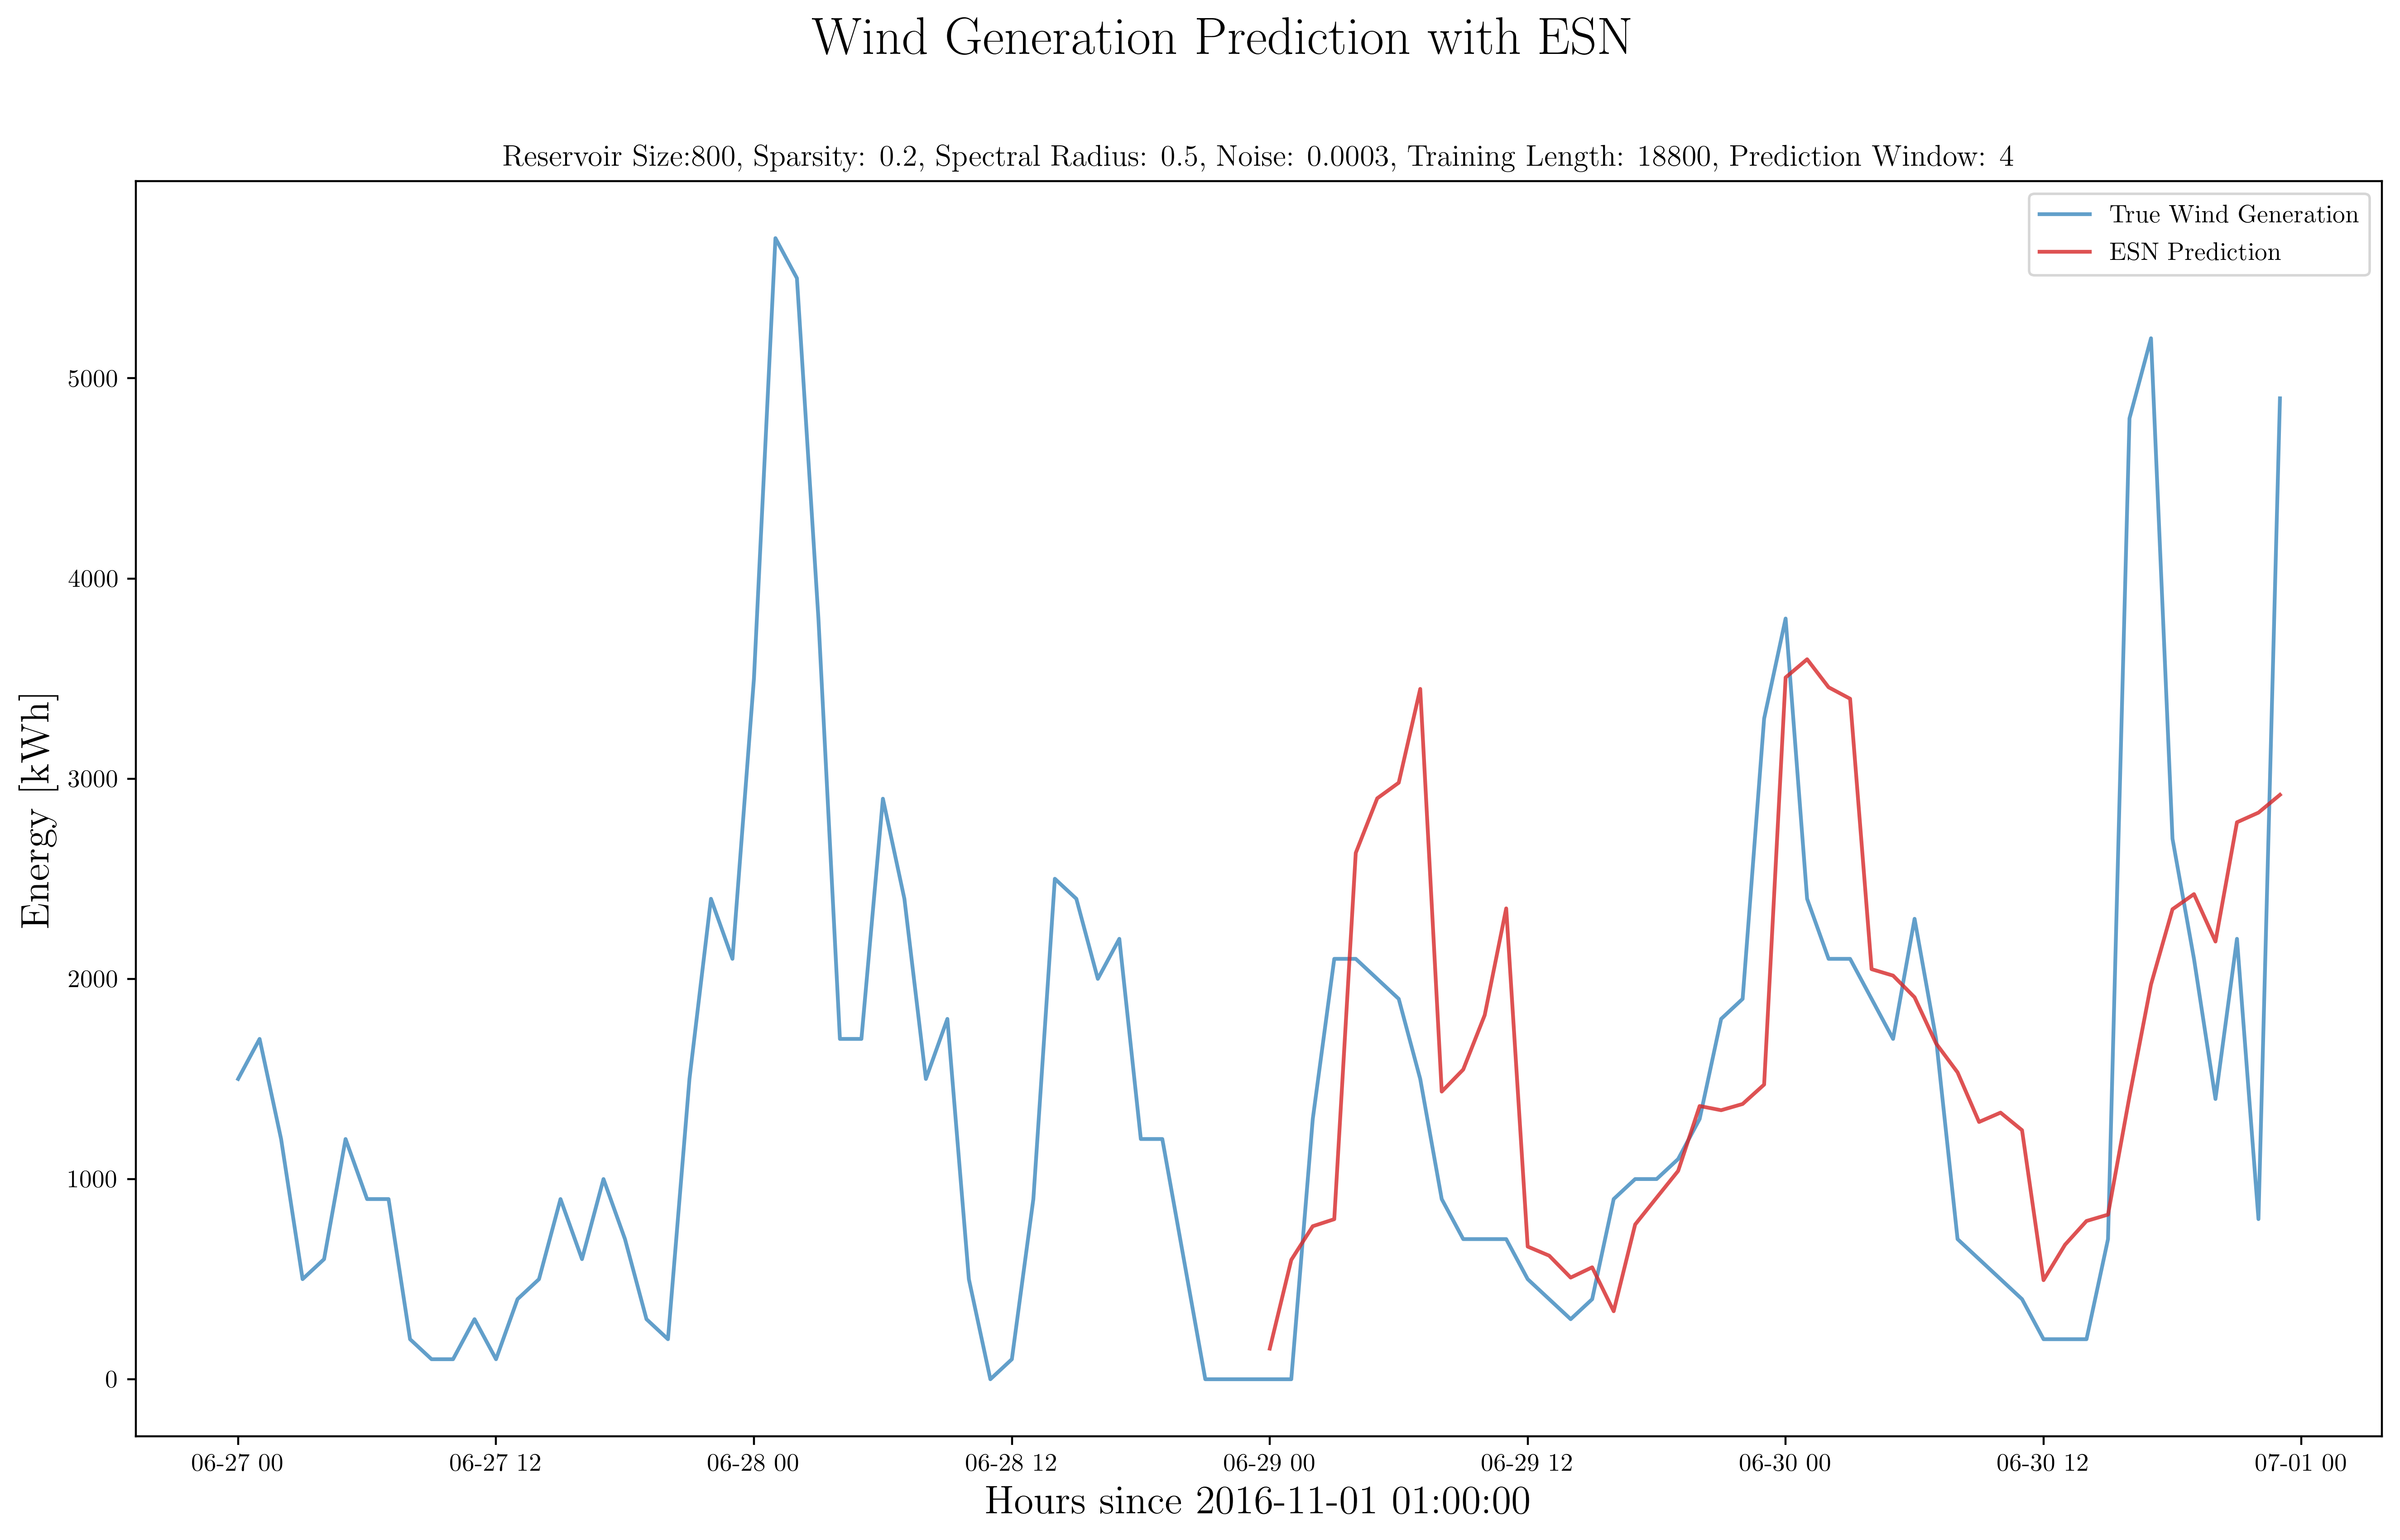 Wind Generation Prediction with ESN
Reservoir Size:800, Sparsity: 0.2, Spectral Radius: 0.5, Noise: 0.0003, Training Length: 18800, Prediction Window: 4
True Wind Generation
ESN Prediction
Energy [kWh]
5000
4000
3000
2000
1000
0
06-27 00
06-27 12
06-28 00
06-28 12
06-29 00
06-29 12
06-30 00
06-30 12
07-01 00
Hours since 2016-11-01 01:00:00